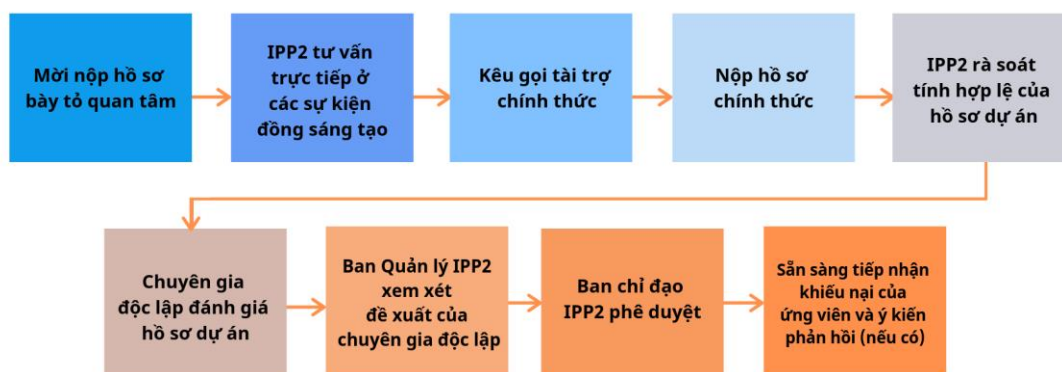 Mời nộp hồ sơ
bày tỏ quan tâm
IPP2 tư vấn
trực tiếp ở
các sự kiện
đồng sáng tạo
Kêu gọi tài trợ
chính thức
Nộp hồ sơ
chính thức
IPP2 rà soát
tính hợp lệ của
hồ sơ dự án
Chuyên gia
độc lập đánh giá
hồ sơ dự án
Ban Quản lý IPP2
xem xét
đề xuất của
chuyên gia độc lập
Ban chỉ đạo
IPP2 phê duyệt
Sẵn sàng tiếp nhận
khiếu nại của
ứng viên và ý kiến
phản hồi (nếu có)